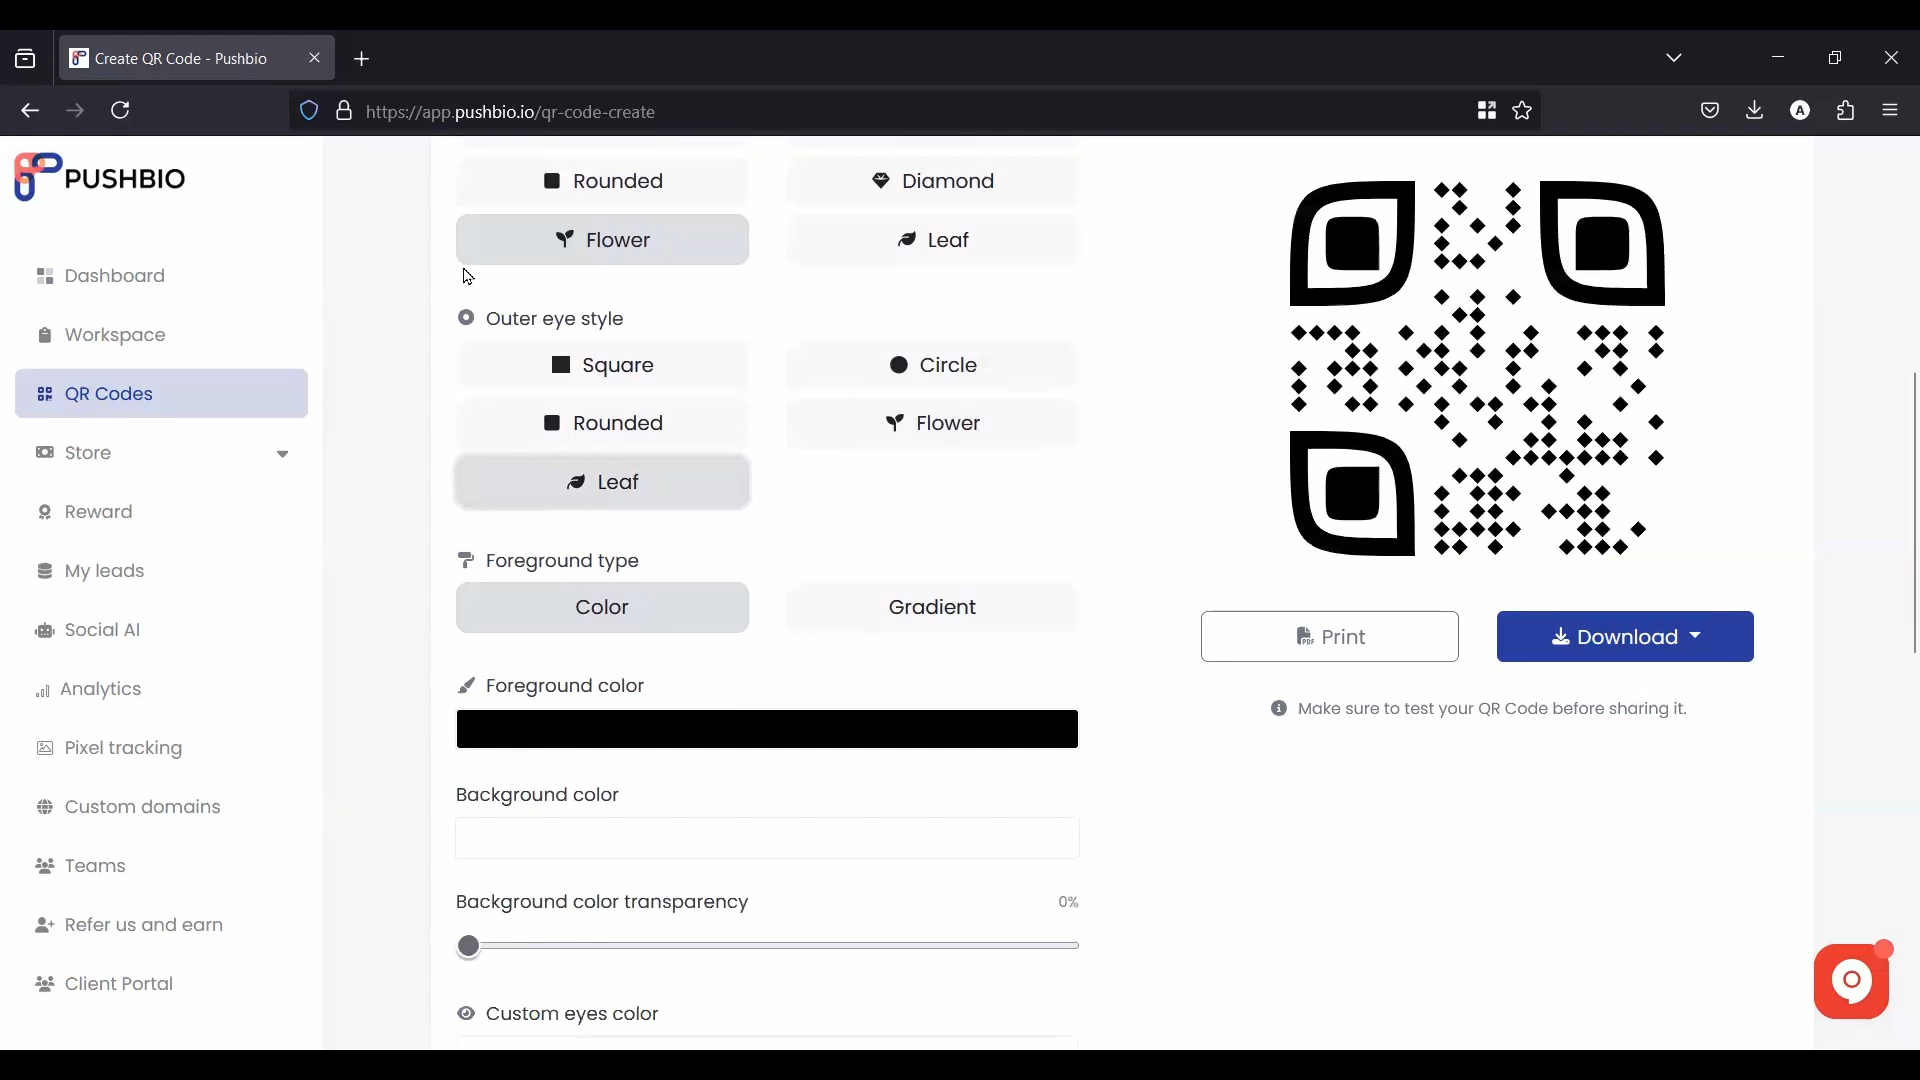 Create QR Code - Pushbio
https://app.pushbio.io/qr-code-create
A
PUSHBIO
Dashboard
Workspace
QR Codes
Store
Reward
My leads
Social AI
Analytics
Pixel tracking
Custom domains
Teams
Refer us and earn
Client Portal
Rounded
Diamond
Flower
Leaf
Outer eye style
Square
Circle
Rounded
Flower
Leaf
Foreground type
Color
Gradient
Foreground color
Background color
Background color transparency
0%
Custom eyes color
Print
Download
Make sure to test your QR Code before sharing it.